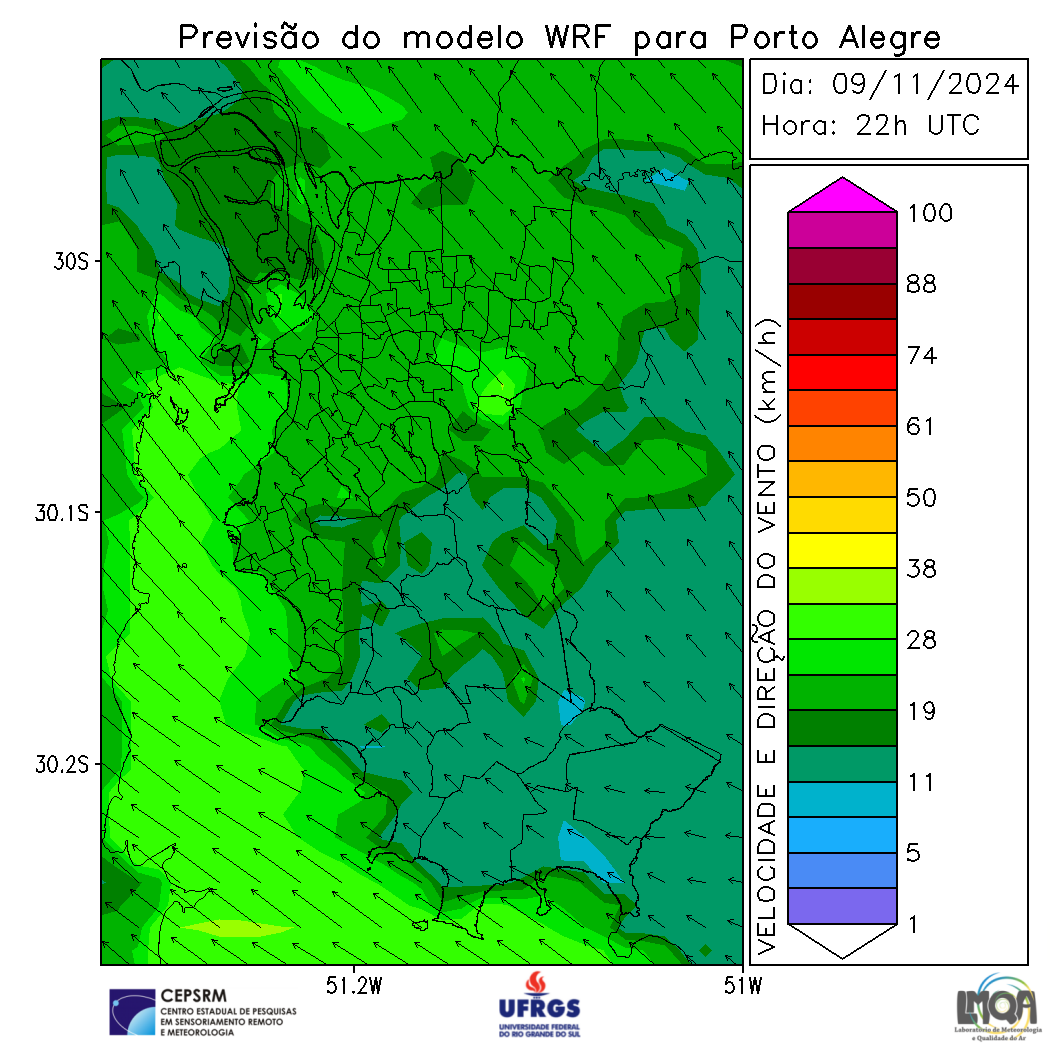 Previsão do modelo WRF para Porto Alegre
Dia: 09/11/2024
Hora: 22h UTC
30S
30.1S
30.2S
51.2W
51W
VELOCIDADE E DIREÇÃO DO VENTO (km/h)
100
88
74
61
50
38
28
19
11
5
1
CEPSRM
CENTRO ESTADUAL DE PESQUISAS
EM SENSORIAMENTO REMOTO
E METEOROLOGIA
UFRGS
UNIVERSIDADE FEDERAL
DO RIO GRANDE DO SUL
LMQA
Laboratório de Meteorologia
e Qualidade do Ar